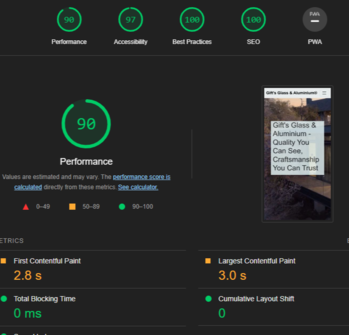 90 97 100 100 PWA
Performance Accessibility Best Practices SEO PWA
90
Performance
Values are estimated and may vary. The performance score is
calculated directly from these metrics. See calculator.
0–49 50–89 90–100
Gift's Glass & Aluminium®
Gift's Glass &
Aluminium -
Quality You
Can See,
Craftsmanship
You Can Trust
ETRICS
First Contentful Paint
2.8 s
Largest Contentful Paint
3.0 s
Total Blocking Time
0 ms
Cumulative Layout Shift
0